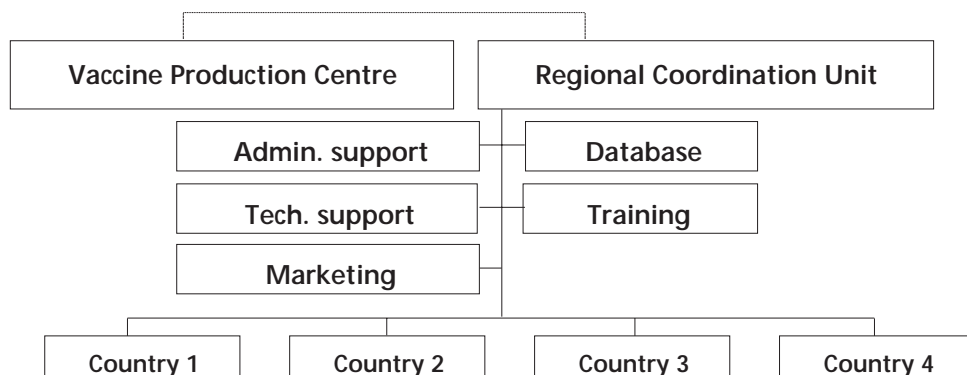 Vaccine Production Centre
Regional Coordination Unit
Admin. support
Database
Tech. support
Training
Marketing
Country 1
Country 2
Country 3
Country 4